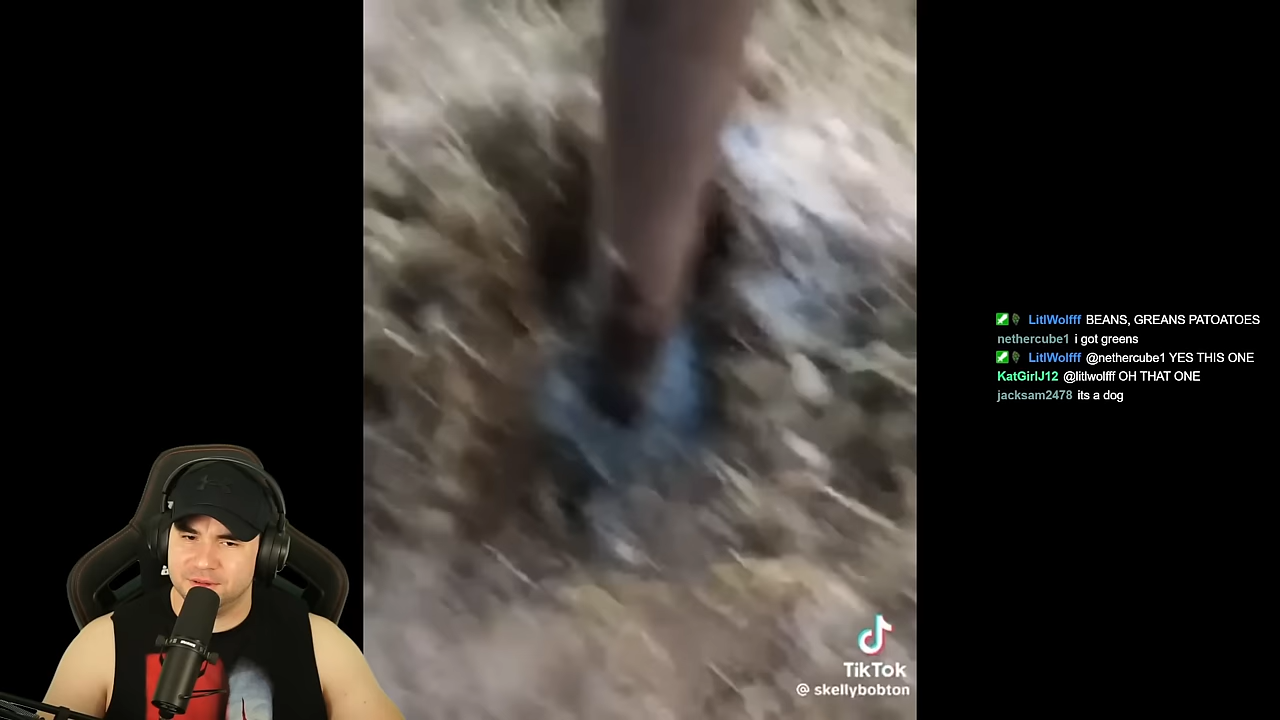 LitlWolfff BEANS, GREANS PATOATOES
nethercube1 i got greens
LitlWolfff @nethercube1 YES THIS ONE
KatGirlJ12 @litlwolfff OH THAT ONE
jacksam2478 its a dog
TikTok
@ skellybobton